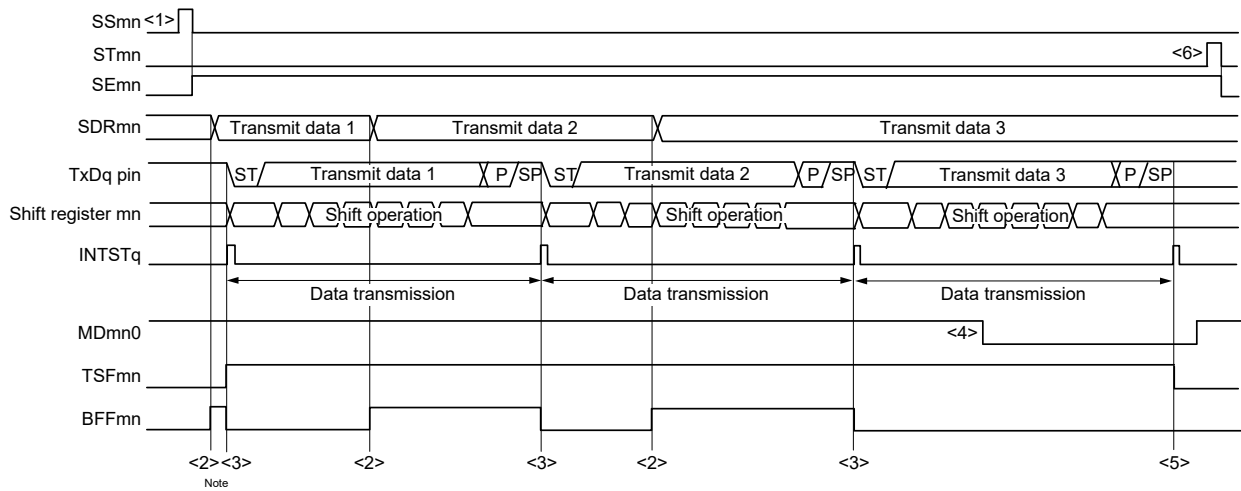 SSmn <1>
STmn <6>
SEmn
SDRmn Transmit data 1 Transmit data 2 Transmit data 3
TxDq pin ST Transmit data 1 P SP ST Transmit data 2 P SP ST Transmit data 3 P SP
Shift register mn Shift operation Shift operation Shift operation
INTSTq
Data transmission Data transmission Data transmission
MDmn0 <4>
TSFmn
BFFmn
<2> <3> <2> <3> <2> <3> <5>
Note